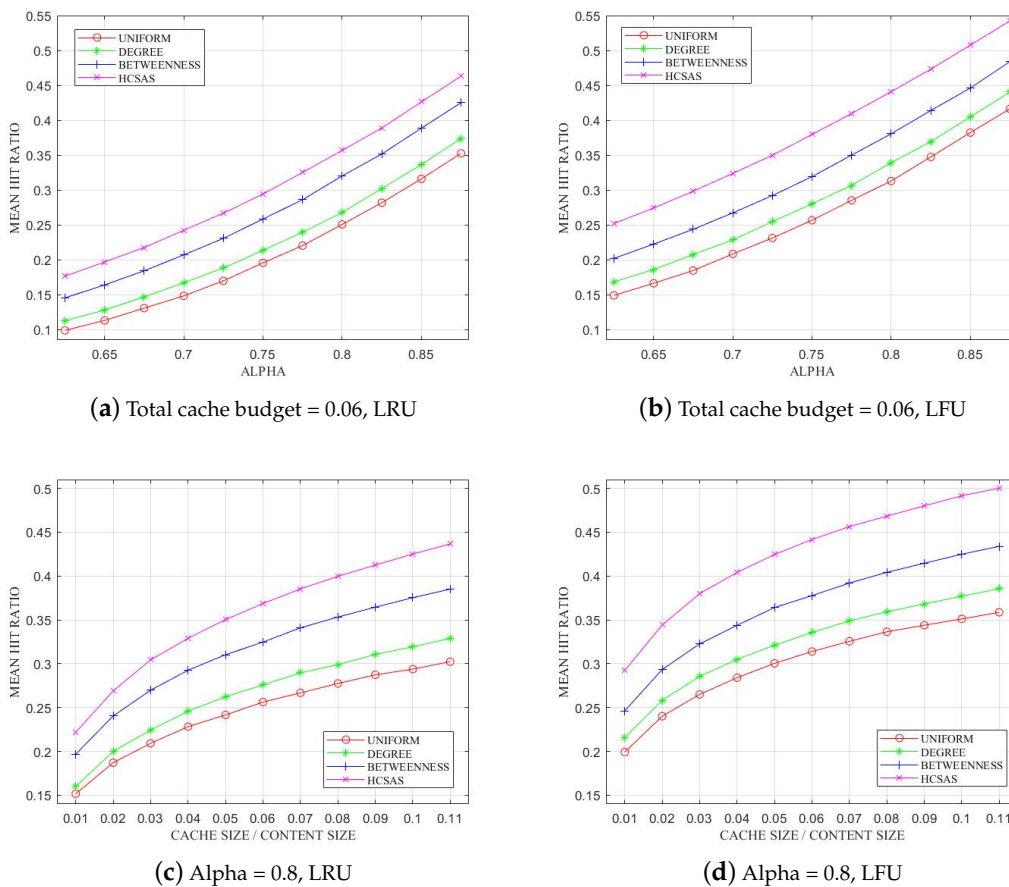 0.55
0.5
0.45
0.4
0.35
0.3
0.25
0.2
0.15
0.1
MEAN HIT RATIO
UNIFORM
DEGREE
BETWEENNESS
HCSAS
0.65 0.7 0.75 0.8 0.85
ALPHA
(a) Total cache budget = 0.06, LRU
0.55
0.5
0.45
0.4
0.35
0.3
0.25
0.2
0.15
0.1
MEAN HIT RATIO
UNIFORM
DEGREE
BETWEENNESS
HCSAS
0.65 0.7 0.75 0.8 0.85
ALPHA
(b) Total cache budget = 0.06, LFU
0.5
0.45
0.4
0.35
0.3
0.25
0.2
0.15
MEAN HIT RATIO
UNIFORM
DEGREE
BETWEENNESS
HCSAS
0.01 0.02 0.03 0.04 0.05 0.06 0.07 0.08 0.09 0.1 0.11
CACHE SIZE / CONTENT SIZE
(c) Alpha = 0.8, LRU
0.5
0.45
0.4
0.35
0.3
0.25
0.2
0.15
MEAN HIT RATIO
UNIFORM
DEGREE
BETWEENNESS
HCSAS
0.01 0.02 0.03 0.04 0.05 0.06 0.07 0.08 0.09 0.1 0.11
CACHE SIZE / CONTENT SIZE
(d) Alpha = 0.8, LFU